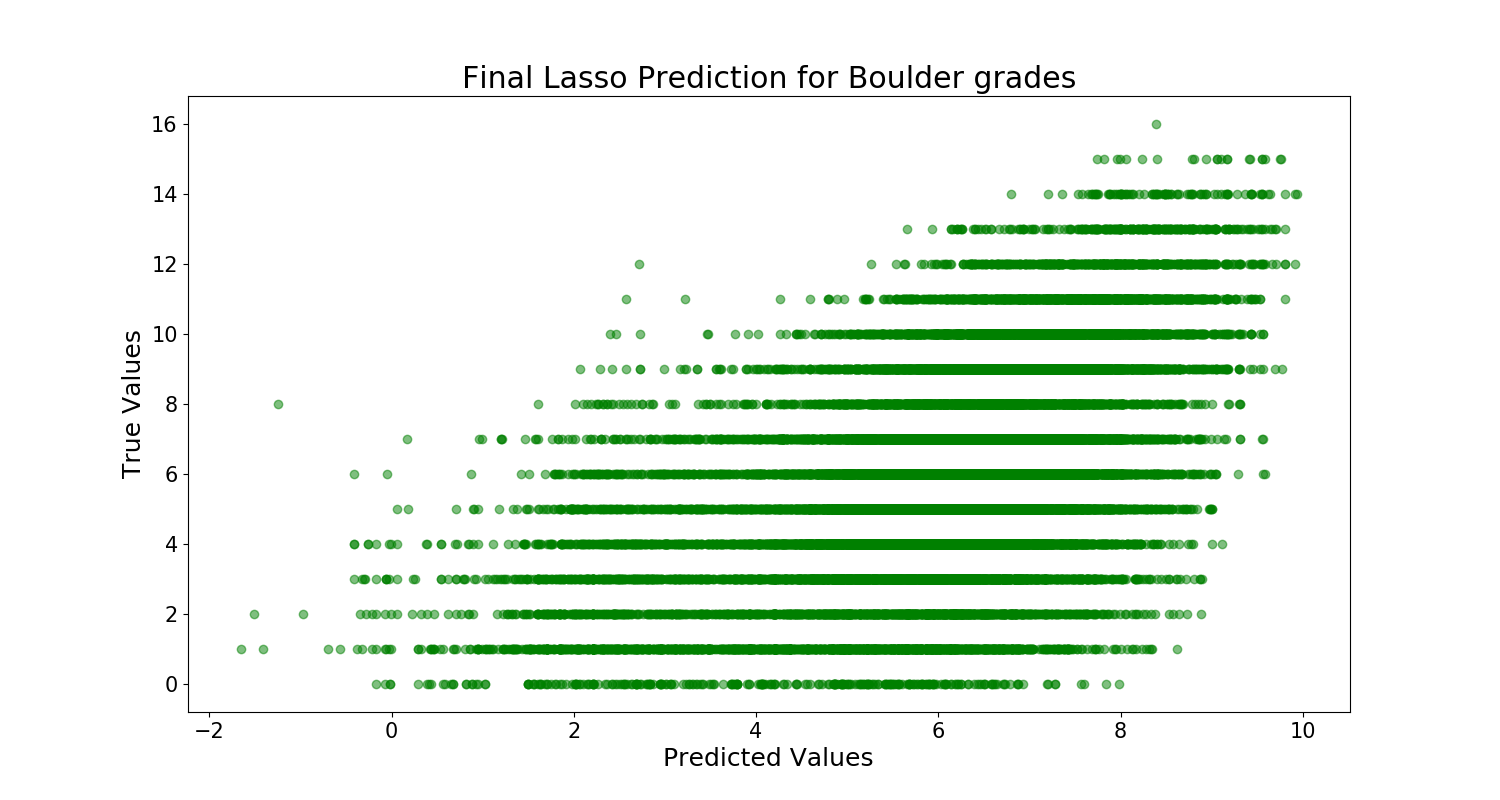 Final Lasso Prediction for Boulder grades
True Values
16
14
12
10
8
6
4
2
0
−2 0 2 4 6 8 10
Predicted Values